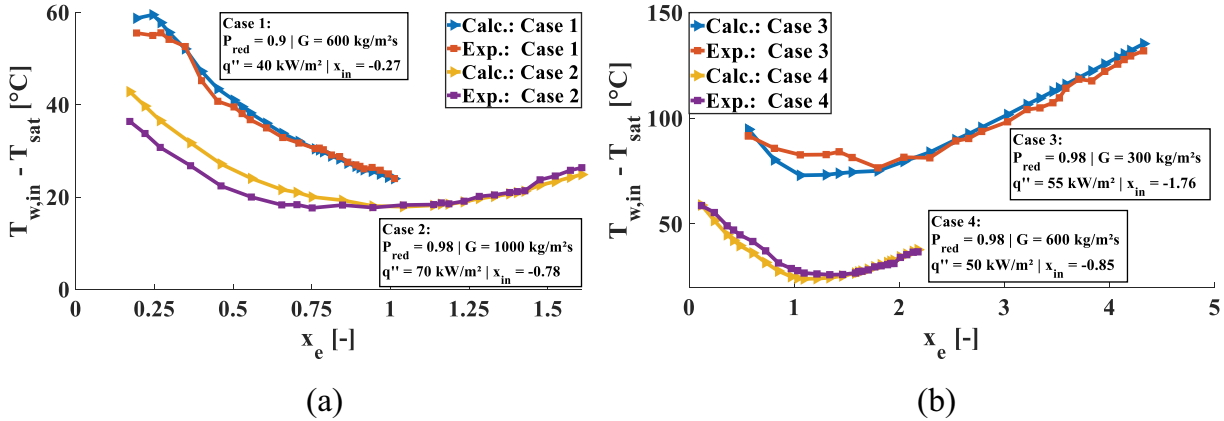 60
40
20
0
T_w,in - T_sat [°C]
Case 1:
P_red = 0.9 | G = 600 kg/m²s
q'' = 40 kW/m² | x_in = -0.27
Calc.: Case 1
Exp.: Case 1
Calc.: Case 2
Exp.: Case 2
Case 2:
P_red = 0.98 | G = 1000 kg/m²s
q'' = 70 kW/m² | x_in = -0.78
0 0.25 0.5 0.75 1 1.25 1.5
x_e [-]
(a)
150
100
50
T_w,in - T_sat [°C]
Calc.: Case 3
Exp.: Case 3
Calc.: Case 4
Exp.: Case 4
Case 3:
P_red = 0.98 | G = 300 kg/m²s
q'' = 55 kW/m² | x_in = -1.76
Case 4:
P_red = 0.98 | G = 600 kg/m²s
q'' = 50 kW/m² | x_in = -0.85
0 1 2 3 4 5
x_e [-]
(b)